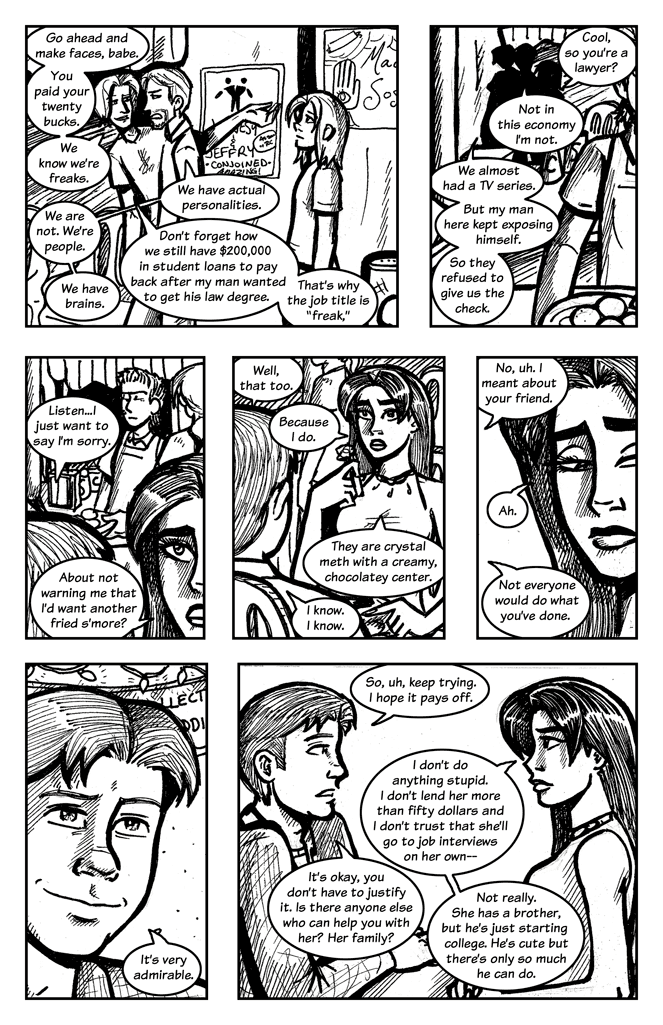 Go ahead and
make faces, babe.
You
paid your
twenty
bucks.
We
know we're
freaks.
We have actual
personalities.
We are
not. We're
people.
Don't forget how
we still have $200,000
in student loans to pay
back after my man wanted
to get his law degree.
We have
brains.
That's why
the job title is
"freak,"
JEFFRY
CONJOINED-
AMAZING!
Cool,
so you're a
lawyer?
Not in
this economy
I'm not.
We almost
had a TV series.
But my man
here kept exposing
himself.
So they
refused to
give us the
check.
Listen...I
just want to
say I'm sorry.
About not
warning me that
I'd want another
fried s'more?
Well,
that too.
Because
I do.
They are crystal
meth with a creamy,
chocolatey center.
I know.
I know.
No, uh. I
meant about
your friend.
Ah.
Not everyone
would do what
you've done.
It's very
admirable.
So, uh, keep trying.
I hope it pays off.
I don't do
anything stupid.
I don't lend her more
than fifty dollars and
I don't trust that she'll
go to job interviews
on her own--
It's okay, you
don't have to justify
it. Is there anyone else
who can help you with
her? Her family?
Not really.
She has a brother,
but he's just starting
college. He's cute but
there's only so much
he can do.